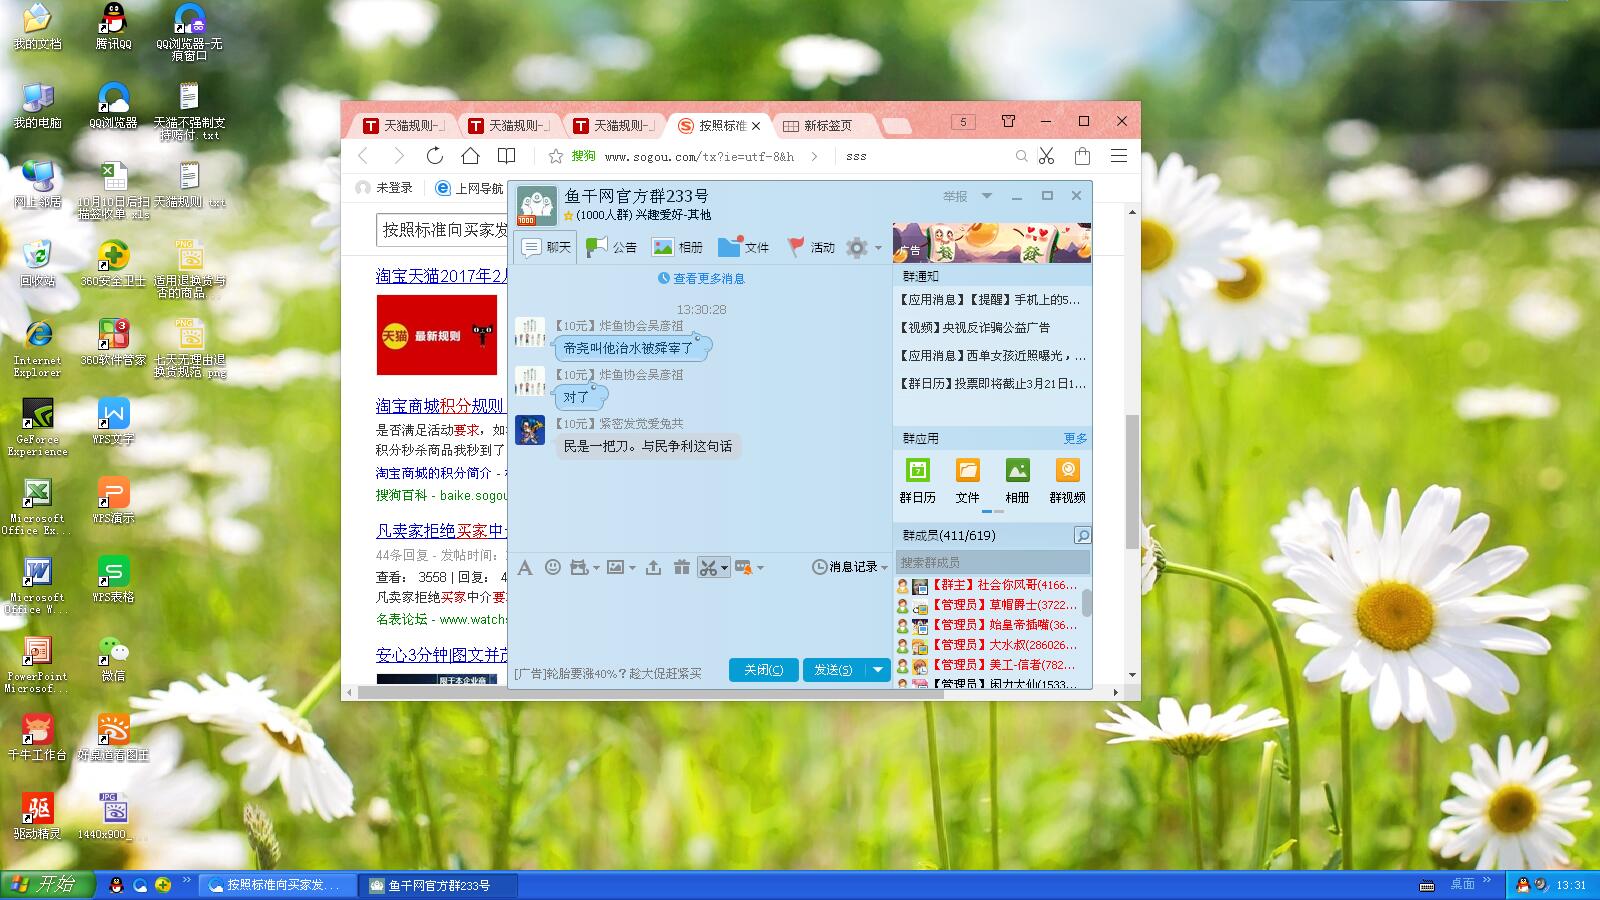 我的文档
腾讯QQ
QQ浏览器-无
痕窗口
我的电脑
QQ浏览器
天猫不强制支
持赔付.txt
网上邻居
10月10日后扫
描签收单.xls
天猫规则.txt
回收站
360安全卫士
适用退换货与
否的商品...
Internet
Explorer
360软件管家
七天无理由退
换货规范.png
GeForce
Experience
WPS文字
Microsoft
Office Ex...
WPS演示
Microsoft
Office W...
WPS表格
PowerPoint
Microsof...
微信
千牛工作台
好桌道看图王
驱动精灵
1440x900_...
天猫规则-
天猫规则-
天猫规则-
按照标准
新标签页
5
搜狗
www.sogou.com/tx?ie=utf-8&h
sss
未登录
上网导航
按照标准向买家发
淘宝天猫2017年2
天猫
最新规则
淘宝商城积分规则
是否满足活动要求，如
积分秒杀商品我秒到了
淘宝商城的积分简介 -
搜狗百科 - baike.sogou
凡卖家拒绝买家中
44条回复 - 发帖时间：
查看： 3558 | 回复： 4
凡卖家拒绝买家中介要
名表论坛 - www.watch
安心3分钟|图文并茂
限于本企业商
鱼干网官方群233号
(1000人群) 兴趣爱好-其他
1000
举报
聊天
公告
相册
文件
活动
查看更多消息
13:30:28
【10元】炸鱼协会吴彦祖
帝尧叫他治水被舜宰了
【10元】炸鱼协会吴彦祖
对了
【10元】紧密发觉爱兔共
民是一把刀。与民争利这句话
消息记录
[广告]轮胎要涨40%？趁大促赶紧买
关闭(C)
发送(S)
广告
群通知
【应用消息】【提醒】手机上的5...
【视频】央视反诈骗公益广告
【应用消息】西单女孩近照曝光，...
【群日历】投票即将截止3月21日1...
群应用
更多
群日历
文件
相册
群视频
群成员(411/619)
搜索群成员
【群主】社会你风哥(4166...
【管理员】草帽爵士(3722...
【管理员】始皇帝插嘴(36...
【管理员】大水叔(286026...
【管理员】美工-信者(782...
【管理员】闲力大仙(1533...
开始
按照标准向买家发...
鱼干网官方群233号
桌面
13:31